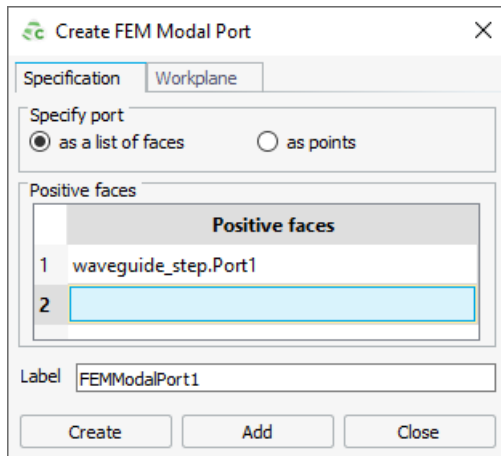 Create FEM Modal Port
Specification Workplane
Specify port
as a list of faces as points
Positive faces
Positive faces
1 waveguide_step.Port1
2
Label FEMModalPort1
Create Add Close